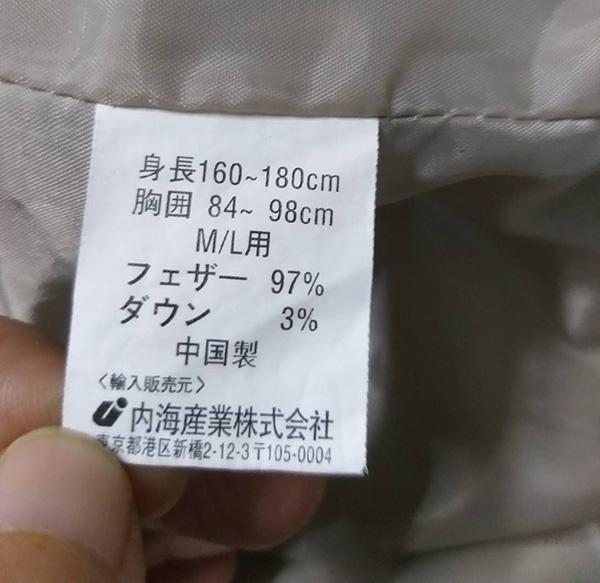 身長160~180cm
胸囲 84~ 98cm
M/L用
フェザー 97%
ダウン 3%
中国製
〈輸入販売元〉
内海産業株式会社
東京都港区新橋2-12-3〒105-0004